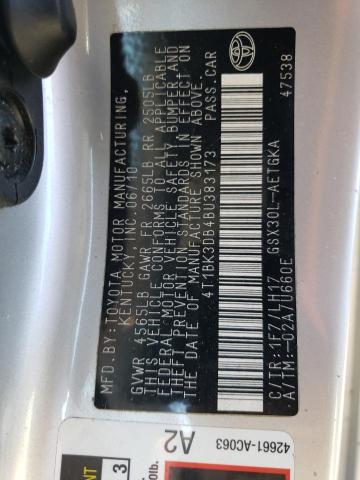 MFD.BY:TOYOTA MOTOR MANUFACTURING,
KENTUCKY, INC.06/10
GVWR 4565LB GAWR FR 2665LB RR 2505LB
THIS VEHICLE CONFORMS TO ALL APPLICABLE
FEDERAL MOTOR VEHICLE SAFETY, BUMPER AND
THEFT PREVENTION STANDARDS IN EFFECT ON
THE DATE OF MANUFACTURE SHOWN ABOVE.
4T1BK3DB4BU383173 PASS.CAR
C/TR:1F7/LH17 GSX30L-AETGKA
A/TM:-02A/U660E 47538
TOYOTA
42661-AC063
A2